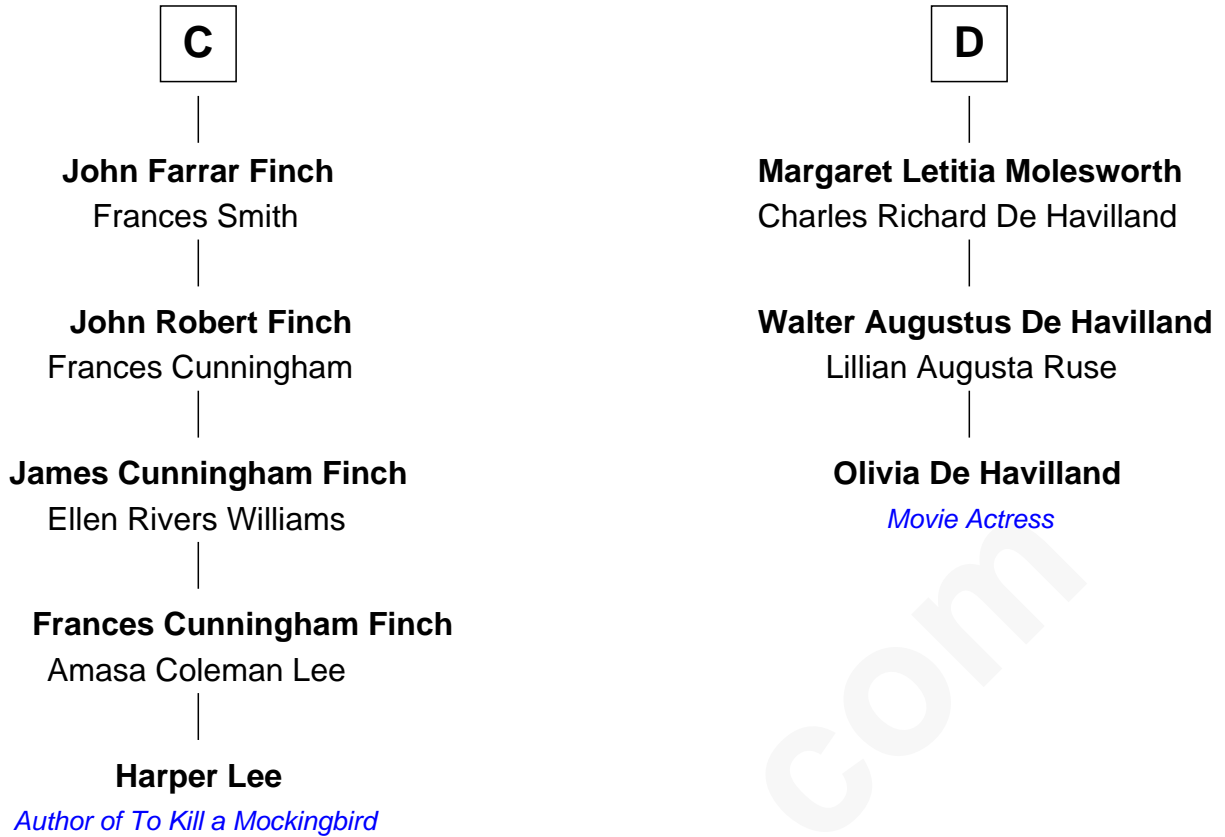 C
John Farrar Finch
Frances Smith
John Robert Finch
Frances Cunningham
James Cunningham Finch
Ellen Rivers Williams
Frances Cunningham Finch
Amasa Coleman Lee
Harper Lee
Author of To Kill a Mockingbird
D
Margaret Letitia Molesworth
Charles Richard De Havilland
Walter Augustus De Havilland
Lillian Augusta Ruse
Olivia De Havilland
Movie Actress
com